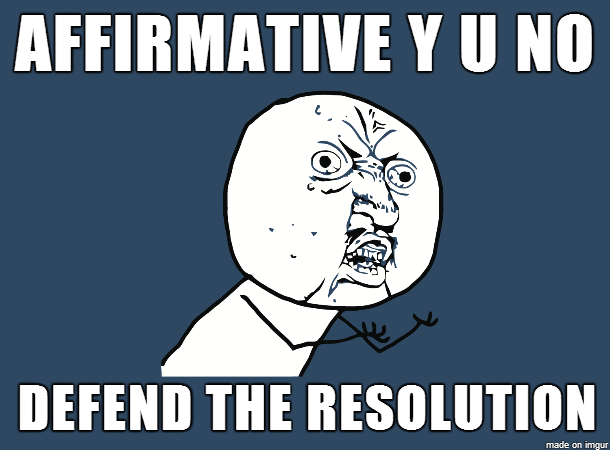 AFFIRMATIVE Y U NO
DEFEND THE RESOLUTION
made on imgur